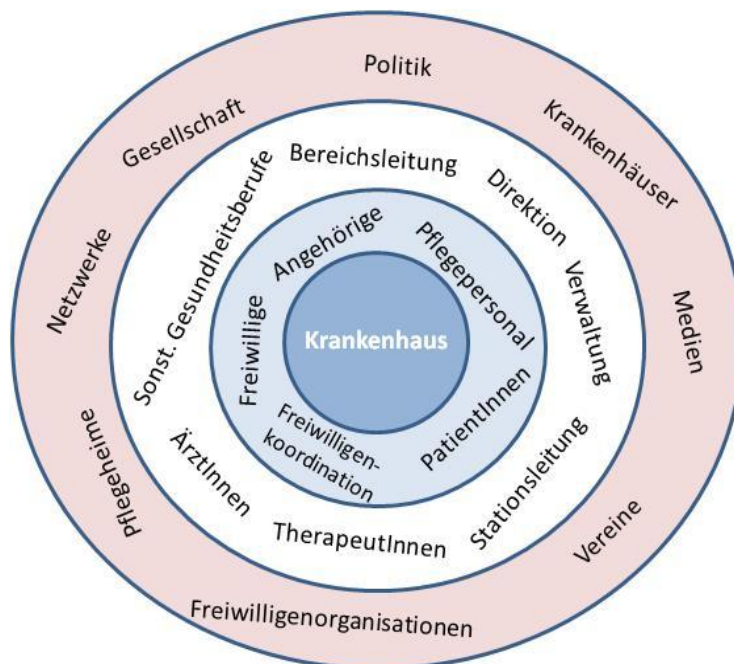 Politik
Krankenhäuser
Medien
Vereine
Freiwilligenorganisationen
Pflegeheime
Netzwerke
Gesellschaft
Bereichsleitung
Direktion
Verwaltung
Stationsleitung
TherapeutInnen
ÄrztInnen
Sonst. Gesundheitsberufe
Angehörige
Pflegepersonal
PatientInnen
Freiwilligen-
koordination
Freiwillige
Krankenhaus